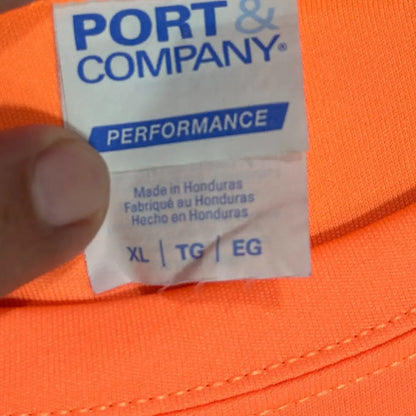 PORT &
COMPANY®
PERFORMANCE
Made in Honduras
Fabriqué au Honduras
Hecho en Honduras
XL | TG | EG